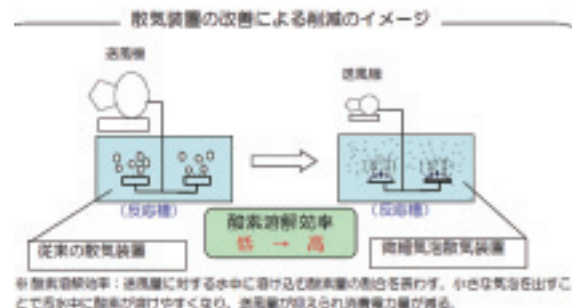 散気装置の改善による削減のイメージ
送風機
送風機
(反応槽)
(反応槽)
酸素溶解効率
低 → 高
従来の散気装置
微細気泡散気装置
※酸素溶解効率：送風量に対する水中に溶け込む酸素量の割合を表わす。小さな気泡を出すこ
とで汚水中に酸素が溶けやすくなり、送風量が抑えられ消費電力量が減る。